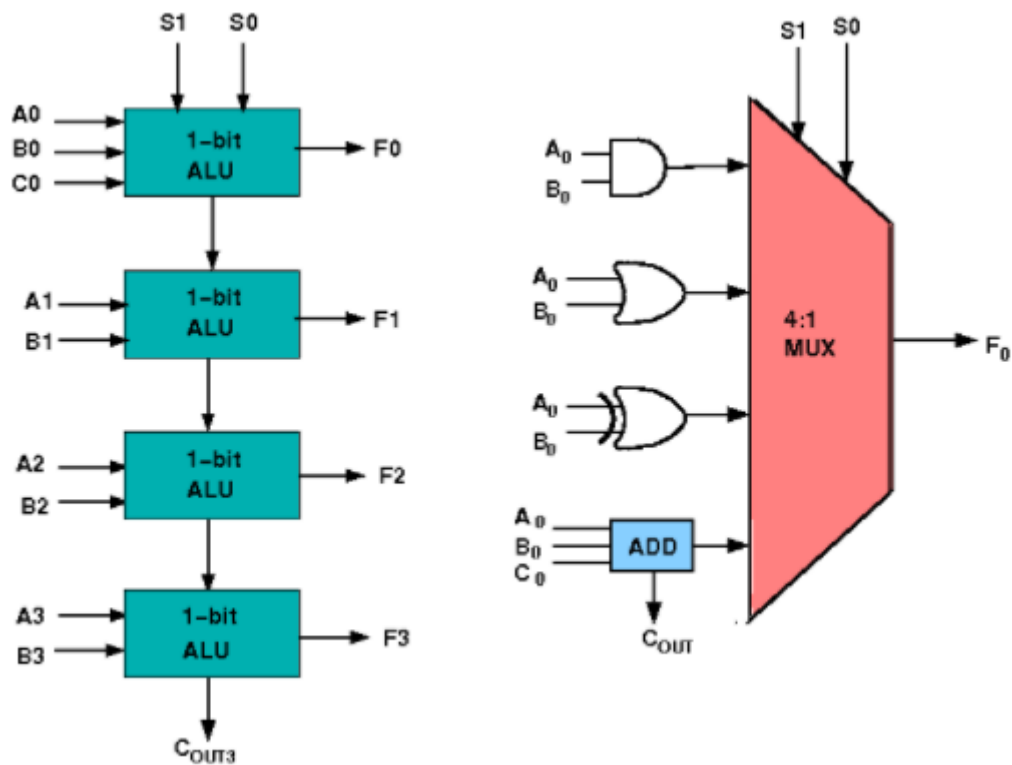 S1 S0
A0
B0
C0
1-bit
ALU
F0
A1
B1
1-bit
ALU
F1
A2
B2
1-bit
ALU
F2
A3
B3
1-bit
ALU
F3
COUT3
S1 S0
A0
B0
A0
B0
A0
B0
A0
B0
C0
ADD
COUT
4:1
MUX
F0